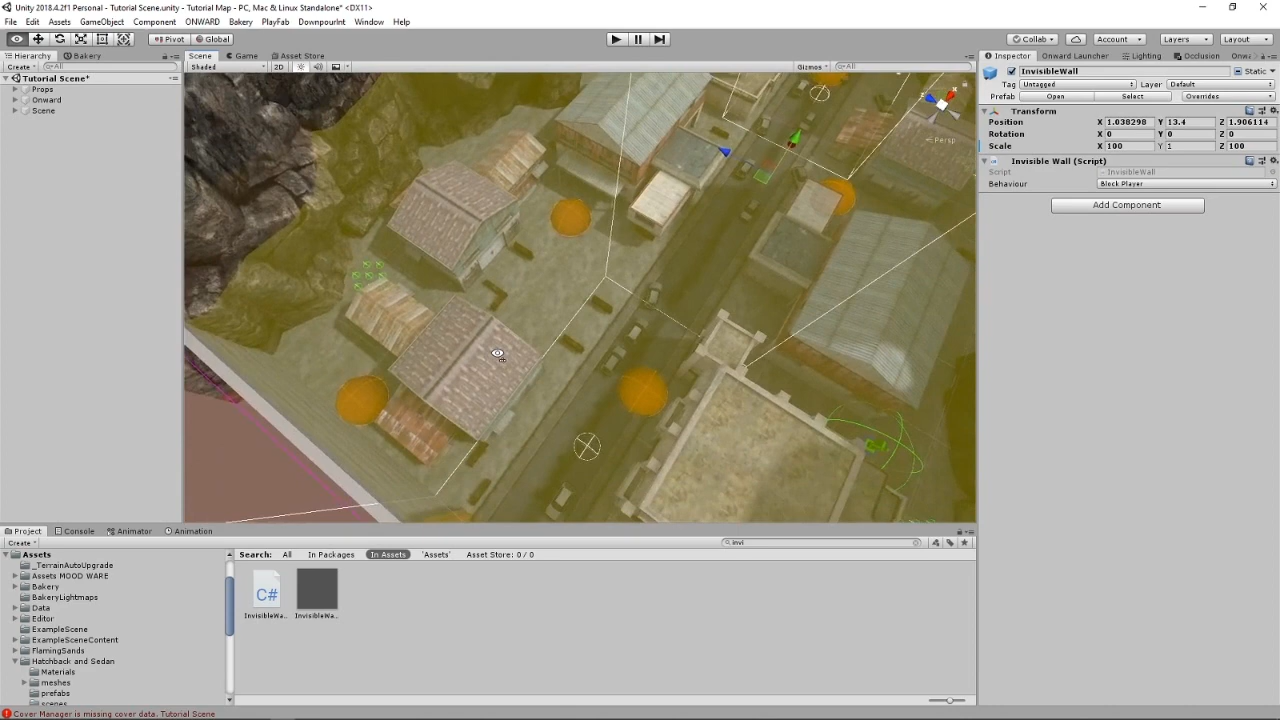 Unity 2018.4.2f1 Personal - Tutorial Scene.unity - Tutorial Map - PC, Mac & Linux Standalone* <DX11>
File Edit Assets GameObject Component ONWARD Bakery PlayFab DownpourInt Window Help
Pivot Global Collab Account Layers Layout
Hierarchy Bakery Scene Game Asset Store Inspector Onward Launcher Lighting Occlusion
Create All Shaded 2D Gizmos All InvisibleWall Static
Tutorial Scene* Tag Untagged Layer Default
Props Prefab Open Select Overrides
Onward
Scene Transform
Position X 1.038298 Y 13.4 Z 1.906114
Rotation X 0 Y 0 Z 0
Persp
Scale X 100 Y 1 Z 100
Invisible Wall (Script)
Script InvisibleWall
Behaviour Block Player
Add Component
Project Console Animator Animation
Create invi
Assets Search: All In Packages In Assets 'Assets' Asset Store: 0 / 0
_TerrainAutoUpgrade
Assets MOOD WARE
Bakery
C#
BakeryLightmaps
Data
InvisibleWa.. InvisibleWa..
Editor
ExampleScene
ExampleSceneContent
FlamingSands
Hatchback and Sedan
Materials
meshes
prefabs
scenes
Cover Manager is missing cover data. Tutorial Scene